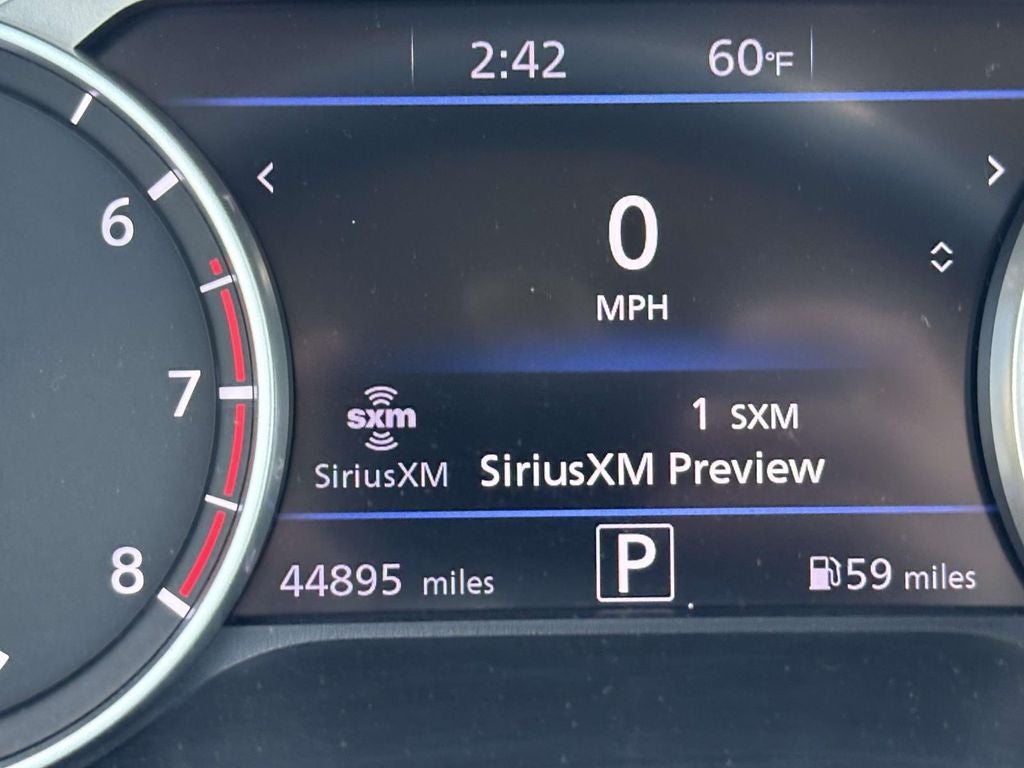 2:42 60°F
6
0
MPH
7
sxm
1 SXM
SiriusXM
SiriusXM Preview
8
44895 miles
P
59 miles